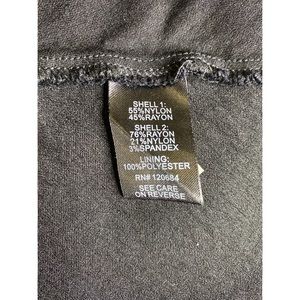 SHELL 1:
55%NYLON
45%RAYON
SHELL 2:
76%RAYON
21%NYLON
3%SPANDEX
LINING:
100%POLYESTER
RN# 120684
SEE CARE
ON REVERSE